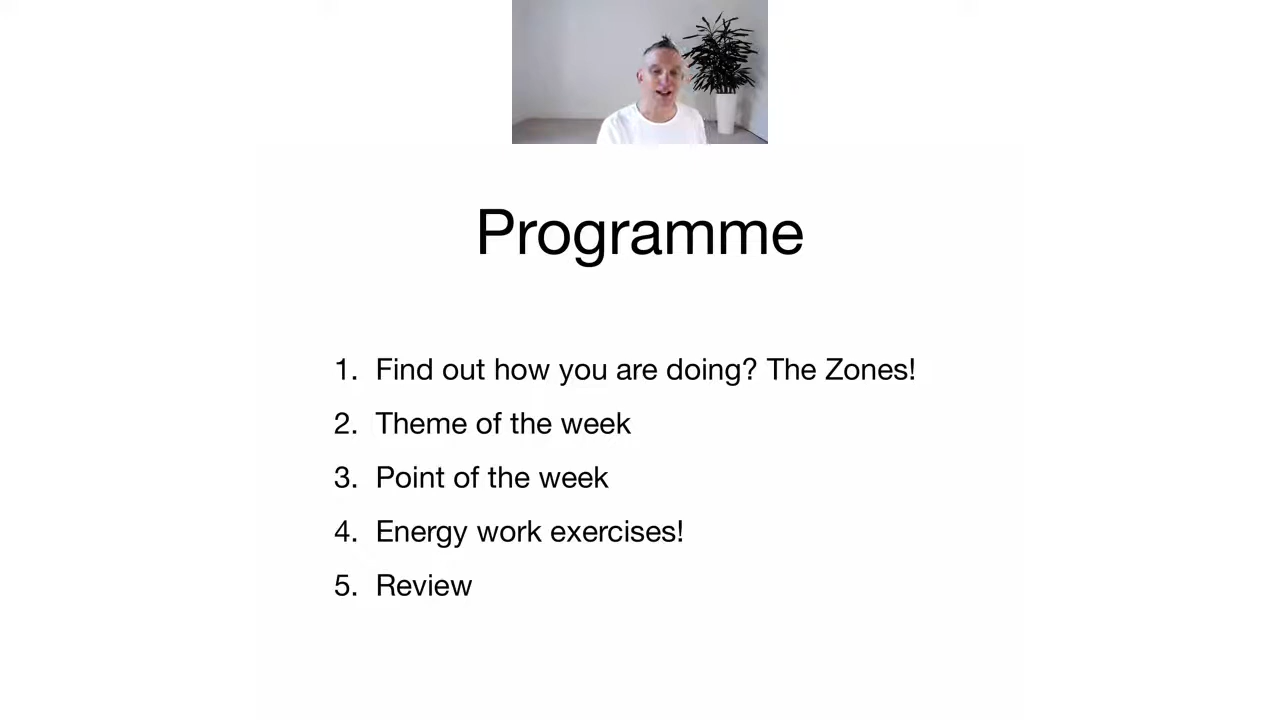 Programme
1. Find out how you are doing? The Zones!
2. Theme of the week
3. Point of the week
4. Energy work exercises!
5. Review